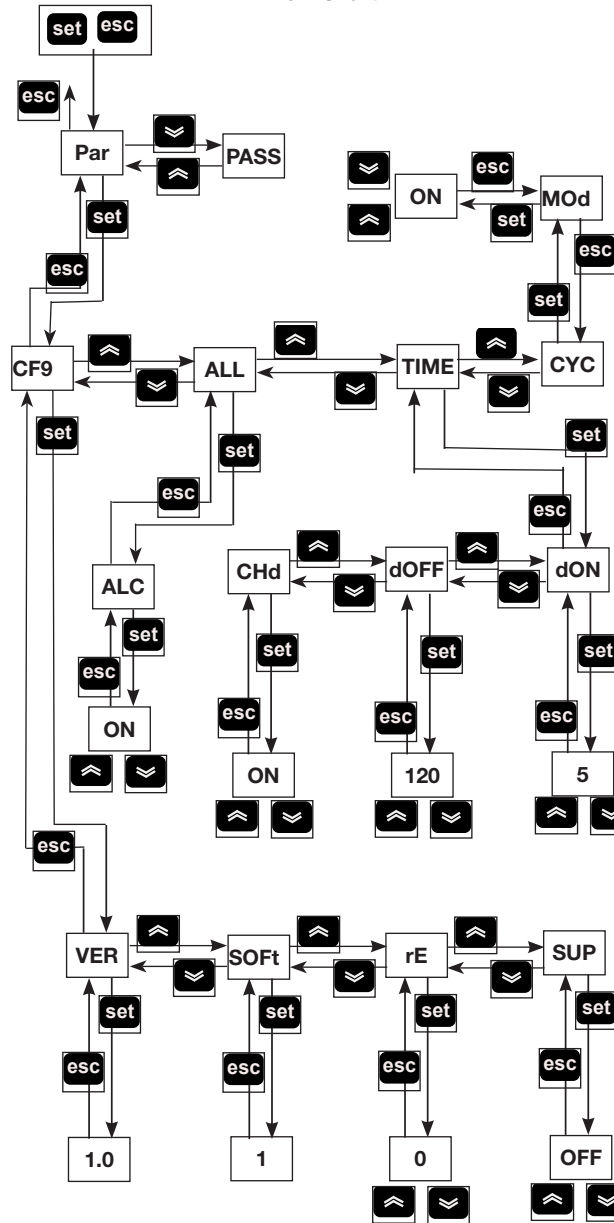 set esc
esc
Par
PASS
set
esc
ON
esc
MOd
set
esc
set
CF9
ALL
TIME
CYC
set
set
set
esc
esc
ALC
CHd
dOFF
dON
set
set
set
set
esc
esc
esc
esc
ON
ON
120
5
esc
VER
SOFt
rE
SUP
set
set
set
set
esc
esc
esc
esc
1.0
1
0
OFF